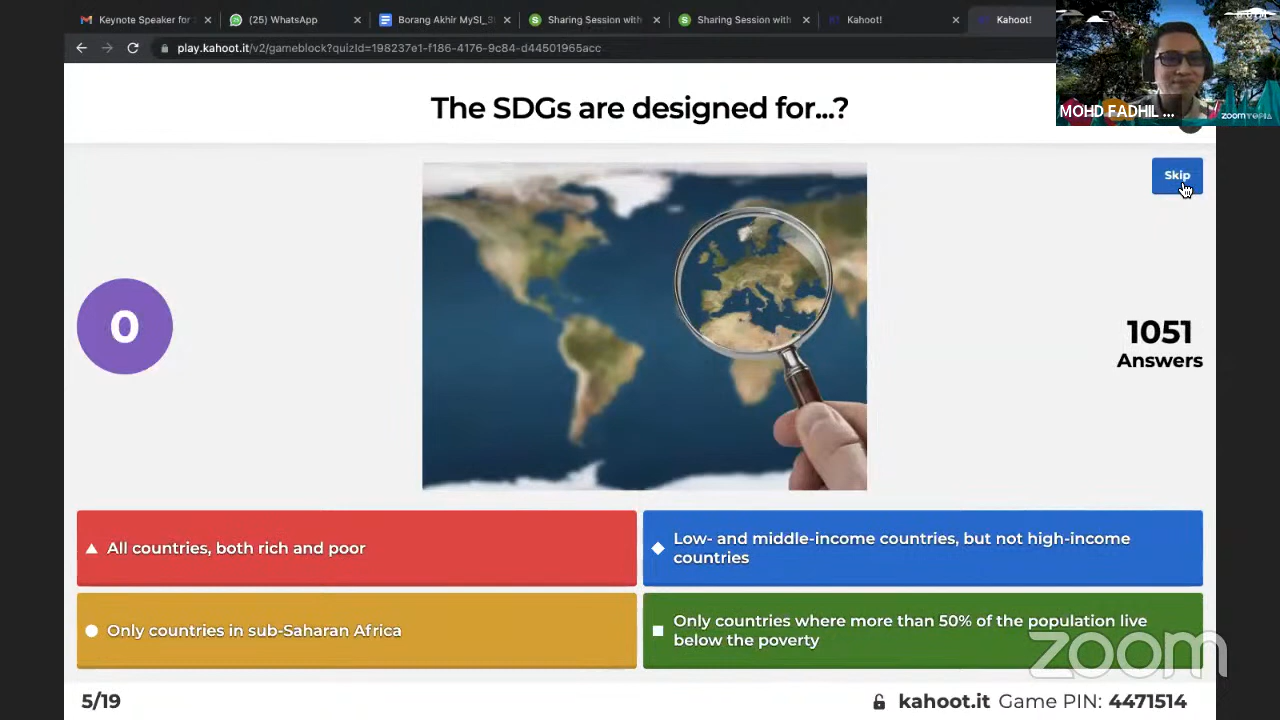 Keynote Speaker for
(25) WhatsApp
Borang Akhir MySI_S
Sharing Session with
Sharing Session with
Kahoot!
Kahoot!
play.kahoot.it/v2/gameblock?quizId=198237e1-f186-4176-9c84-d44501965acc
MOHD FADHIL ...
zoomtopia
The SDGs are designed for...?
Skip
0
1051
Answers
All countries, both rich and poor
Low- and middle-income countries, but not high-income
countries
Only countries in sub-Saharan Africa
Only countries where more than 50% of the population live
below the poverty
zoom
5/19
kahoot.it Game PIN: 4471514